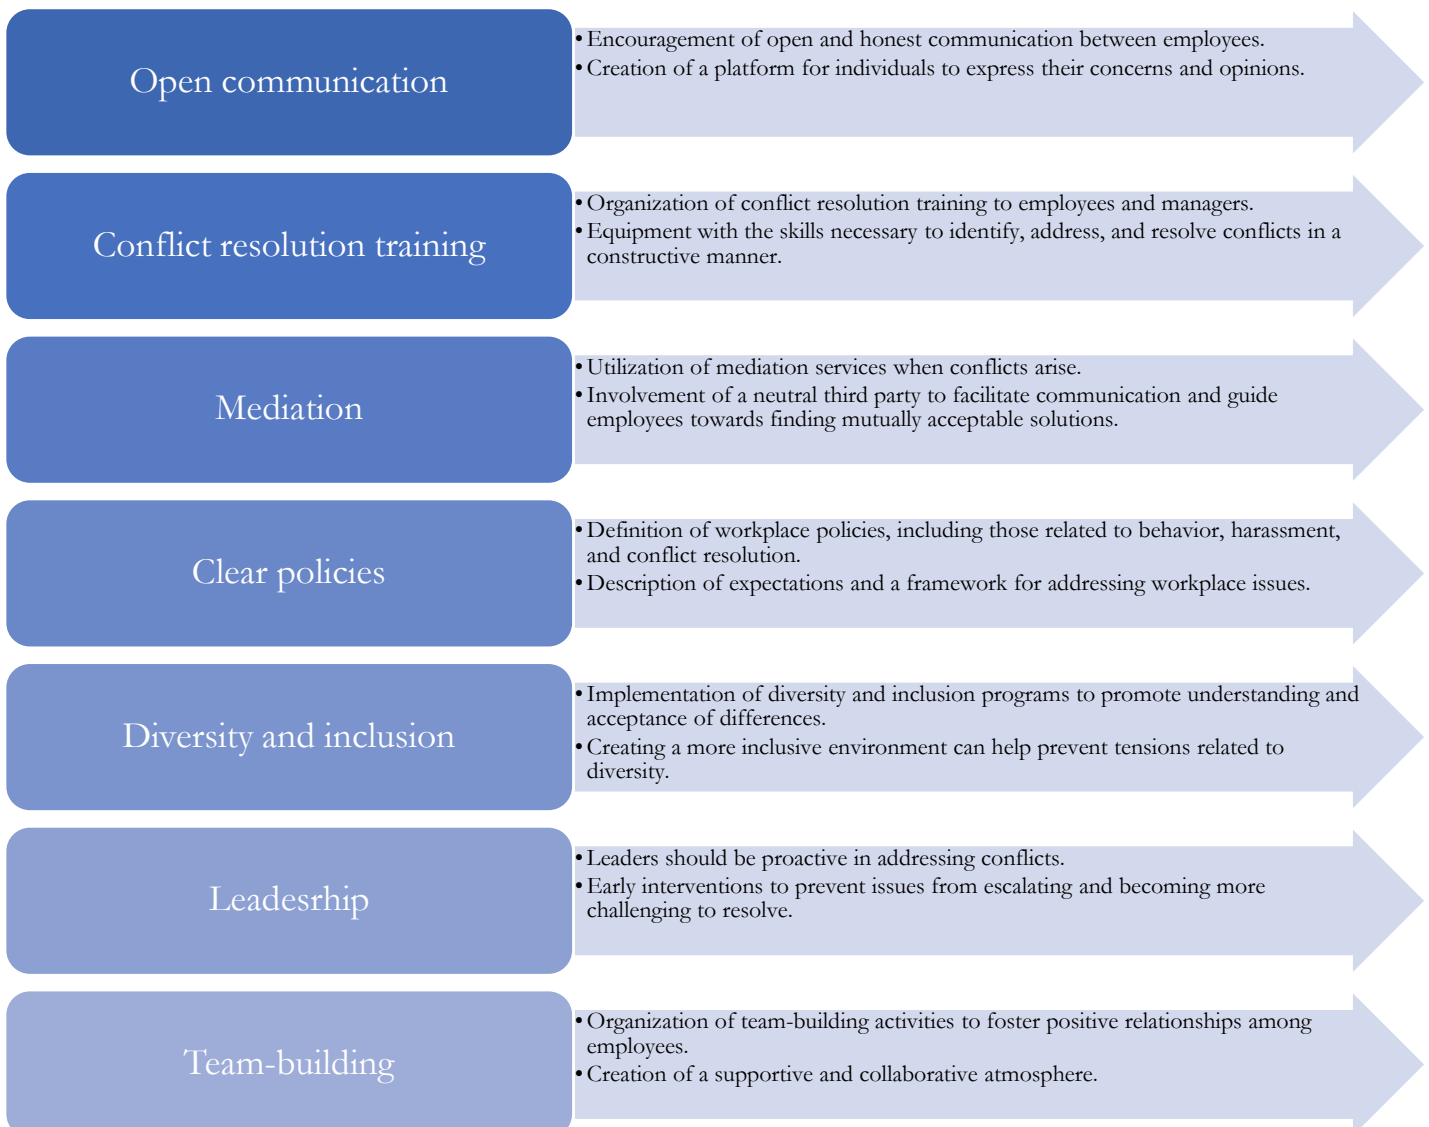 Open communication
• Encouragement of open and honest communication between employees.
• Creation of a platform for individuals to express their concerns and opinions.
Conflict resolution training
• Organization of conflict resolution training to employees and managers.
• Equipment with the skills necessary to identify, address, and resolve conflicts in a
constructive manner.
Mediation
• Utilization of mediation services when conflicts arise.
• Involvement of a neutral third party to facilitate communication and guide
employees towards finding mutually acceptable solutions.
Clear policies
• Definition of workplace policies, including those related to behavior, harassment,
and conflict resolution.
• Description of expectations and a framework for addressing workplace issues.
Diversity and inclusion
• Implementation of diversity and inclusion programs to promote understanding and
acceptance of differences.
• Creating a more inclusive environment can help prevent tensions related to
diversity.
Leadesrhip
• Leaders should be proactive in addressing conflicts.
• Early interventions to prevent issues from escalating and becoming more
challenging to resolve.
Team-building
• Organization of team-building activities to foster positive relationships among
employees.
• Creation of a supportive and collaborative atmosphere.